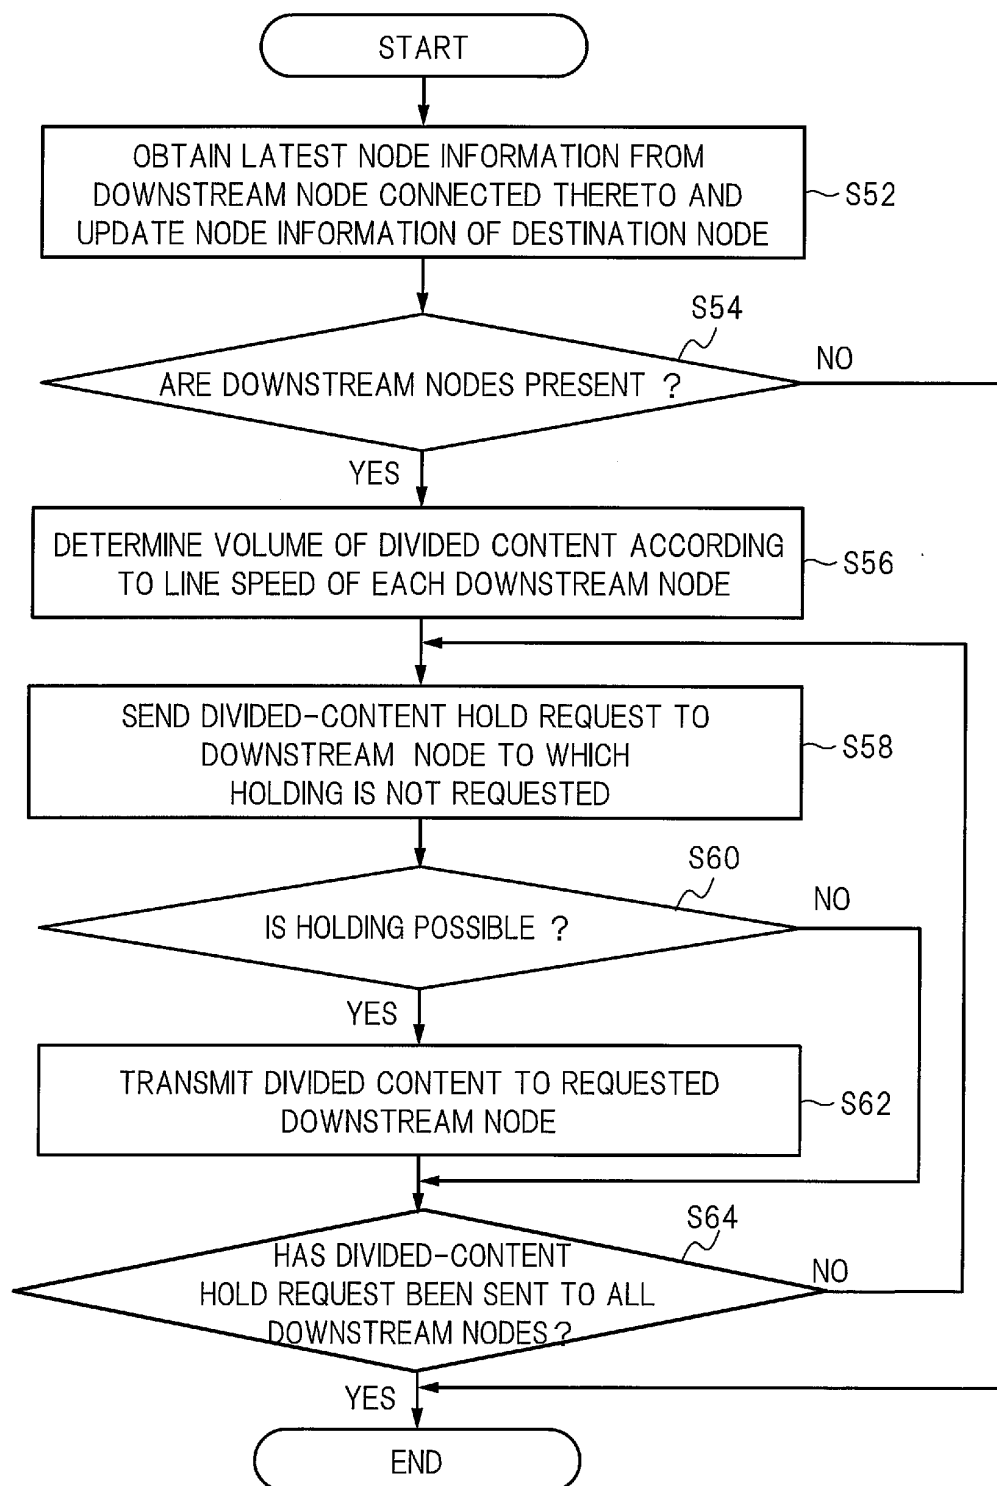 START
OBTAIN LATEST NODE INFORMATION FROM
DOWNSTREAM NODE CONNECTED THERETO AND
UPDATE NODE INFORMATION OF DESTINATION NODE
S52
S54
ARE DOWNSTREAM NODES PRESENT ?
NO
YES
DETERMINE VOLUME OF DIVIDED CONTENT ACCORDING
TO LINE SPEED OF EACH DOWNSTREAM NODE
S56
SEND DIVIDED-CONTENT HOLD REQUEST TO
DOWNSTREAM NODE TO WHICH
HOLDING IS NOT REQUESTED
S58
S60
IS HOLDING POSSIBLE ?
NO
YES
TRANSMIT DIVIDED CONTENT TO REQUESTED
DOWNSTREAM NODE
S62
S64
HAS DIVIDED-CONTENT
HOLD REQUEST BEEN SENT TO ALL
DOWNSTREAM NODES?
NO
YES
END